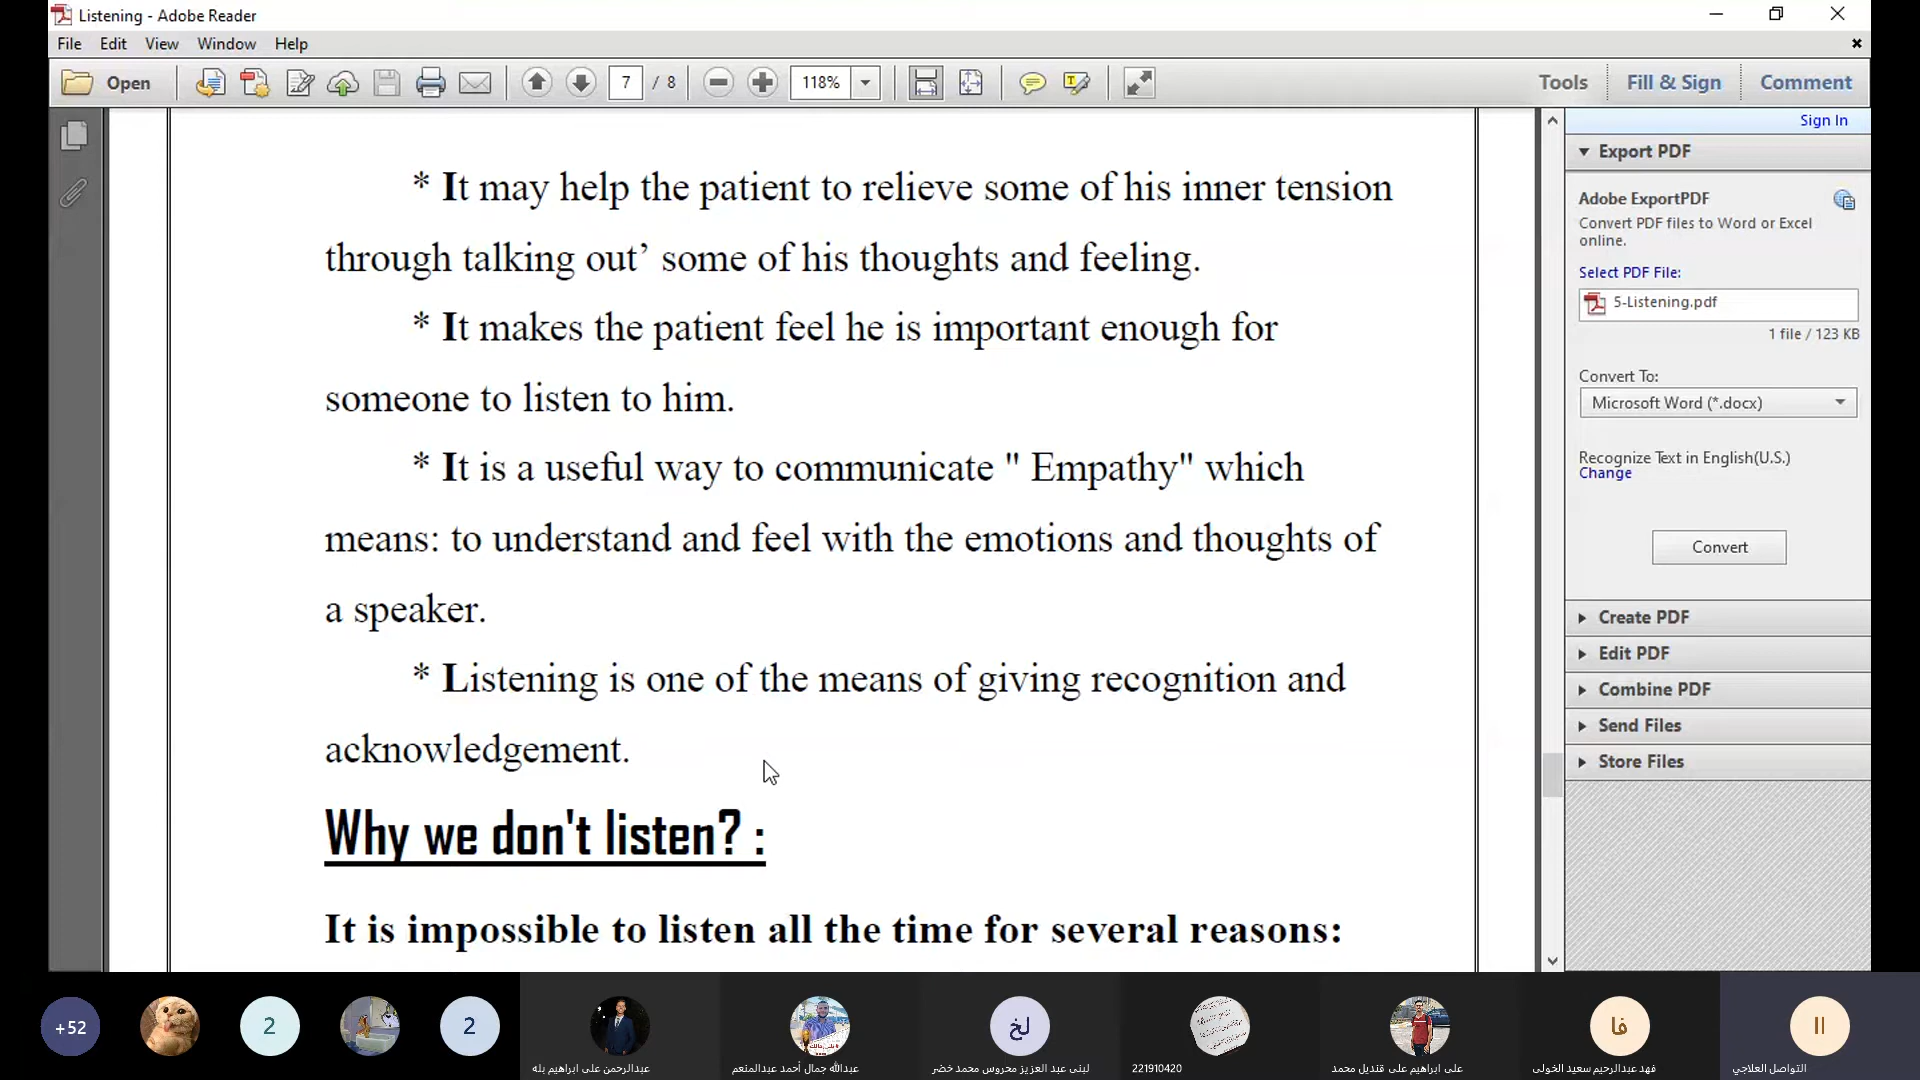 Listening - Adobe Reader
File Edit View Window Help
Open 7 / 8 118% Tools Fill & Sign Comment
Sign In
* It may help the patient to relieve some of his inner tension
through talking out’ some of his thoughts and feeling.
* It makes the patient feel he is important enough for
someone to listen to him.
* It is a useful way to communicate " Empathy" which
means: to understand and feel with the emotions and thoughts of
a speaker.
* Listening is one of the means of giving recognition and
acknowledgement.
Why we don't listen? :
It is impossible to listen all the time for several reasons:
Export PDF
Adobe ExportPDF
Convert PDF files to Word or Excel
online.
Select PDF File:
5-Listening.pdf
1 file / 123 KB
Convert To:
Microsoft Word (*.docx)
Recognize Text in English(U.S.)
Change
Convert
Create PDF
Edit PDF
Combine PDF
Send Files
Store Files
+52
2
2
لخ
فا
اا
عبدالرحمن على ابراهيم بله
عبدالله جمال أحمد عبدالمنعم
لبنى عبد العزيز محروس محمد خضر
221910420
على ابراهيم على قنديل محمد
فهد عبدالرحيم سعيد الخولى
التواصل العلاجي